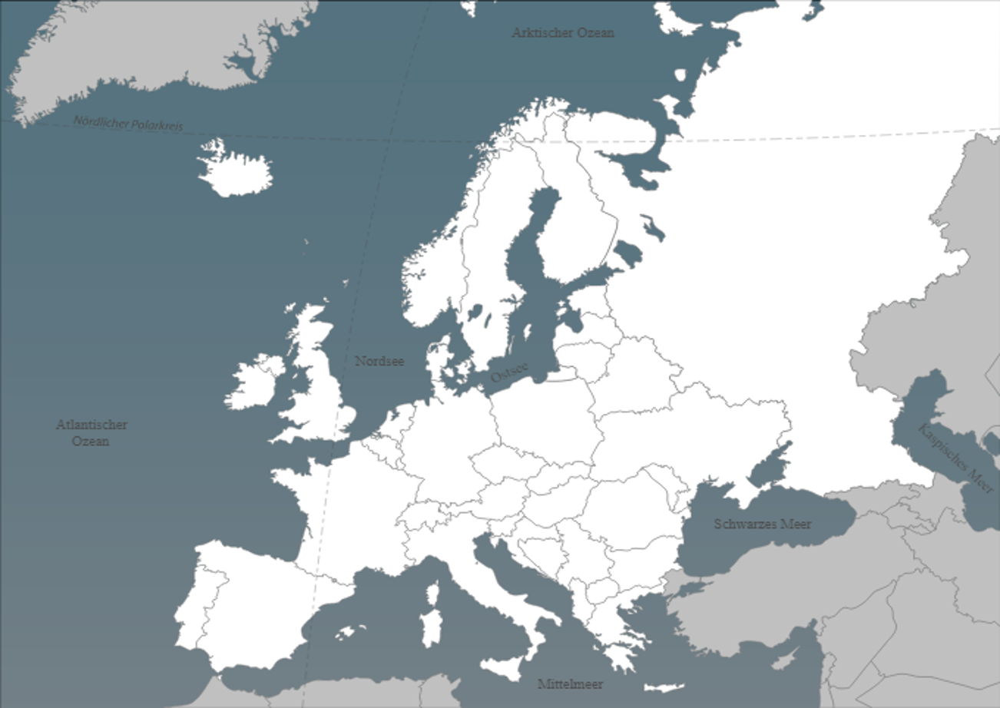 Arktischer Ozean
Nördlicher Polarkreis
Nordsee
Ostsee
Atlantischer
Ozean
Kaspisches Meer
Schwarzes Meer
Mittelmeer